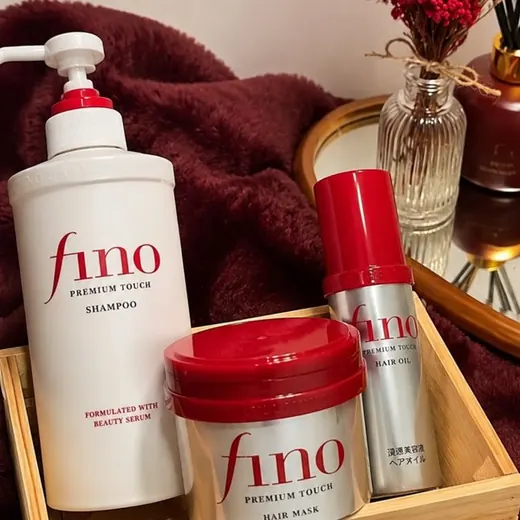 fino
PREMIUM TOUCH
SHAMPOO
FORMULATED WITH
BEAUTY SERUM
fino
PREMIUM TOUCH
HAIR MASK
fino
PREMIUM TOUCH
HAIR OIL
浸透美容液
ヘアオイル